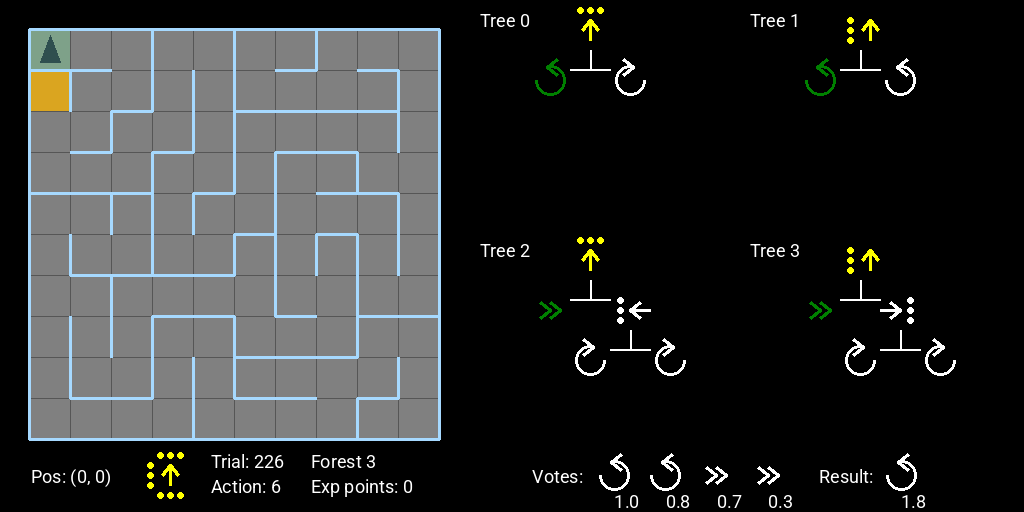 Tree 0
Tree 1
Tree 2
Tree 3
Pos: (0, 0)
Trial: 226
Forest 3
Action: 6
Exp points: 0
Votes:
1.0
0.8
0.7
0.3
Result:
1.8